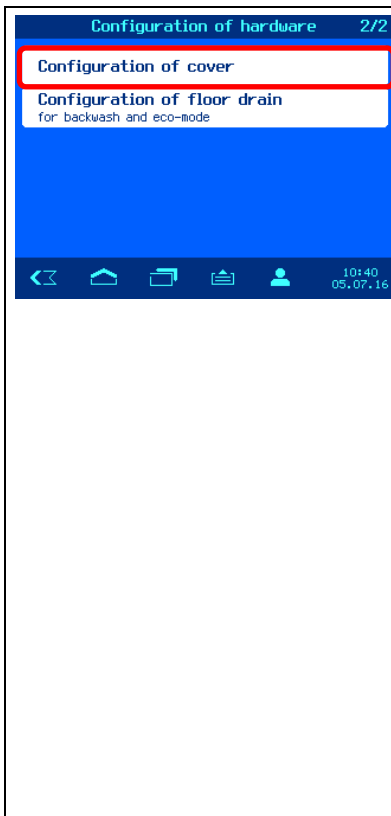 Configuration of hardware 2/2
Configuration of cover
Configuration of floor drain
for backwash and eco-mode
10:40
05.07.16